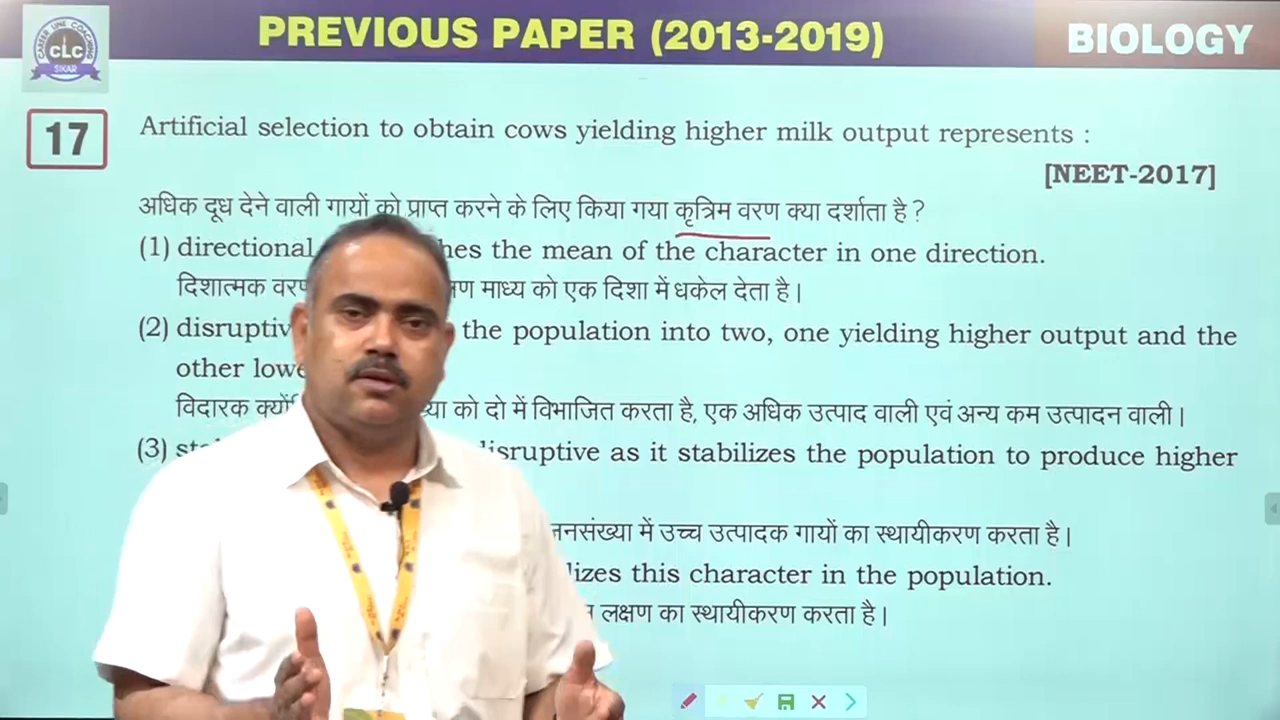 PREVIOUS PAPER (2013-2019)
BIOLOGY
CAREER LINE COACHING
CLC
SIKAR
17
Artificial selection to obtain cows yielding higher milk output represents :
[NEET-2017]
अधिक दूध देने वाली गायों को प्राप्त करने के लिए किया गया कृत्रिम वरण क्या दर्शाता है ?
(1) directional hes the mean of the character in one direction.
दिशात्मक माध्य को एक दिशा में धकेल देता है।
(2) the population into two, one yielding higher output and the
other
विदारक को दो में विभाजित करता है, एक अधिक उत्पाद वाली एवं अन्य कम उत्पादन वाली।
(3) disruptive as it stabilizes the population to produce higher
में उच्च उत्पादक गायों का स्थायीकरण करता है।
lizes this character in the population.
लक्षण का स्थायीकरण करता है।